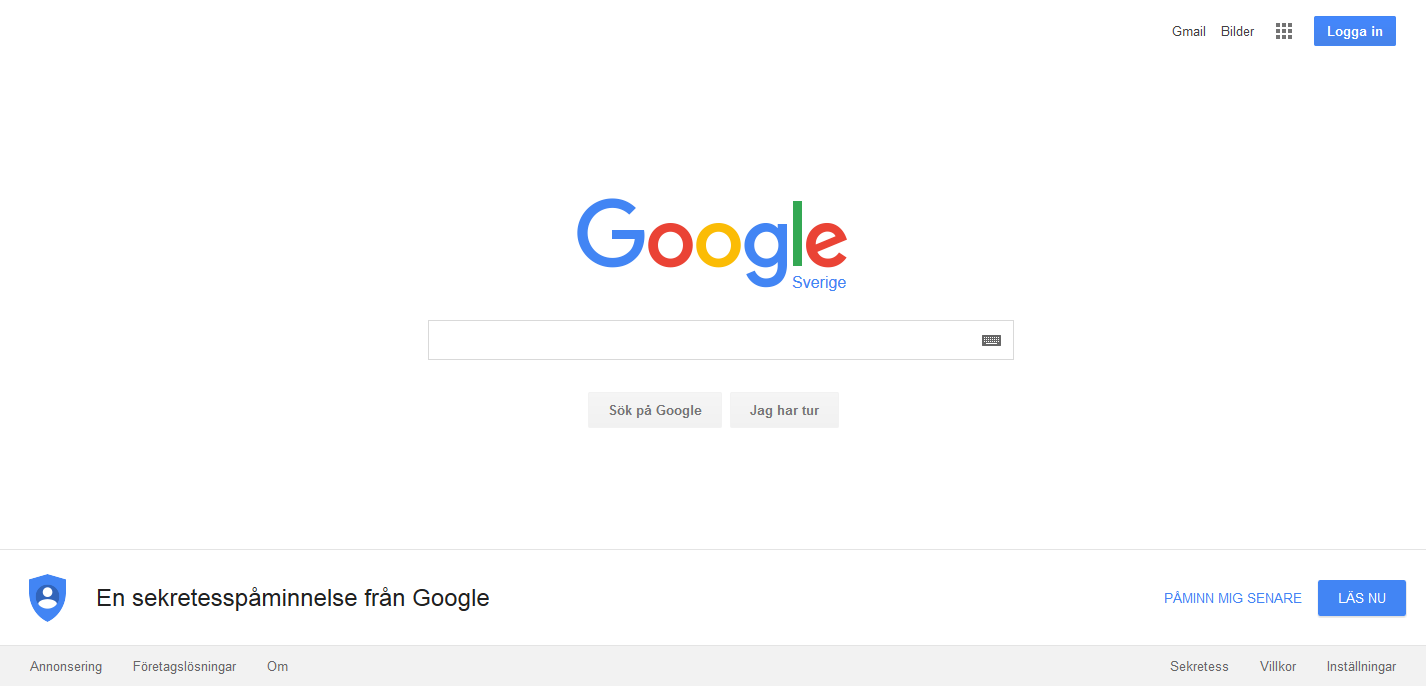 Gmail Bilder Logga in
Google
Sverige
Sök på Google Jag har tur
En sekretesspåminnelse från Google PÅMINN MIG SENARE LÄS NU
Annonsering Företagslösningar Om Sekretess Villkor Inställningar